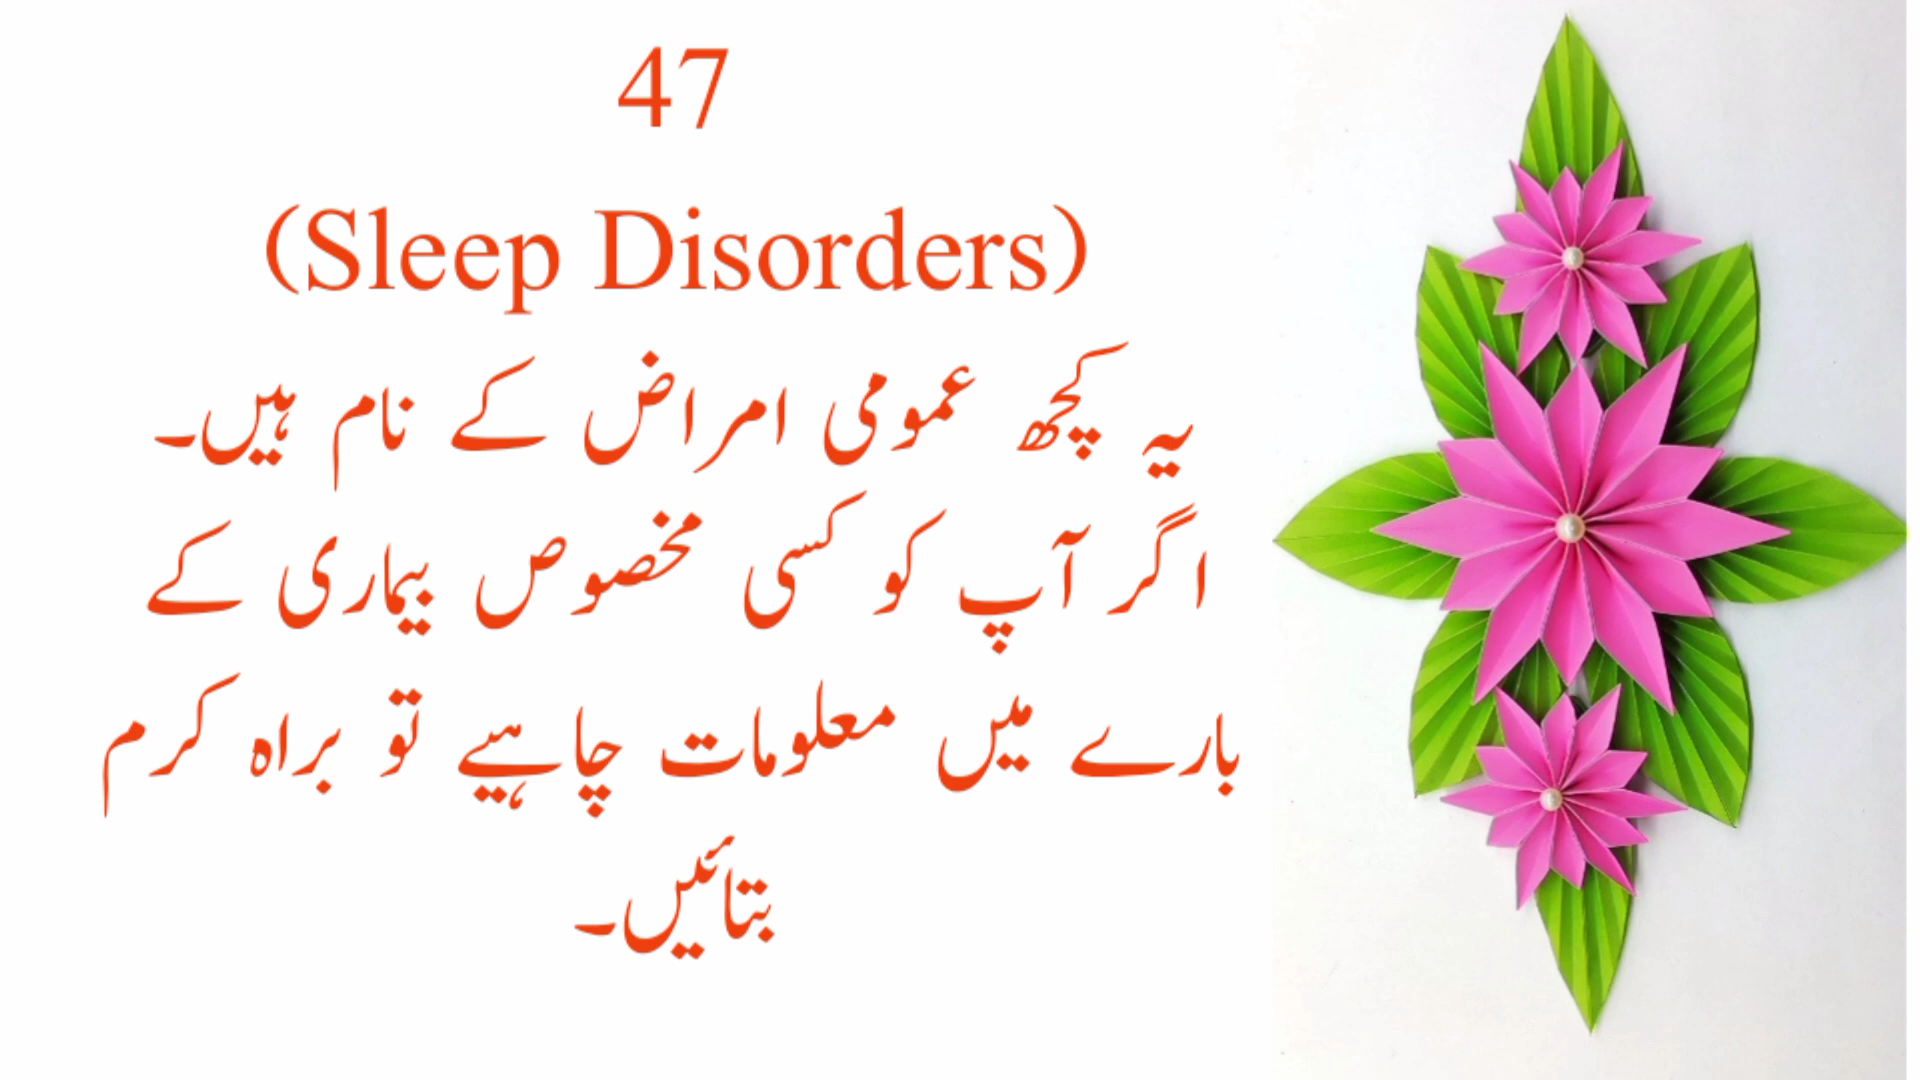 47
(Sleep Disorders)
یہ کچھ عمومی امراض کے نام ہیں۔
اگر آپ کو کسی مخصوص بیماری کے
بارے میں معلومات چاہیے تو براہ کرم
بتائیں۔